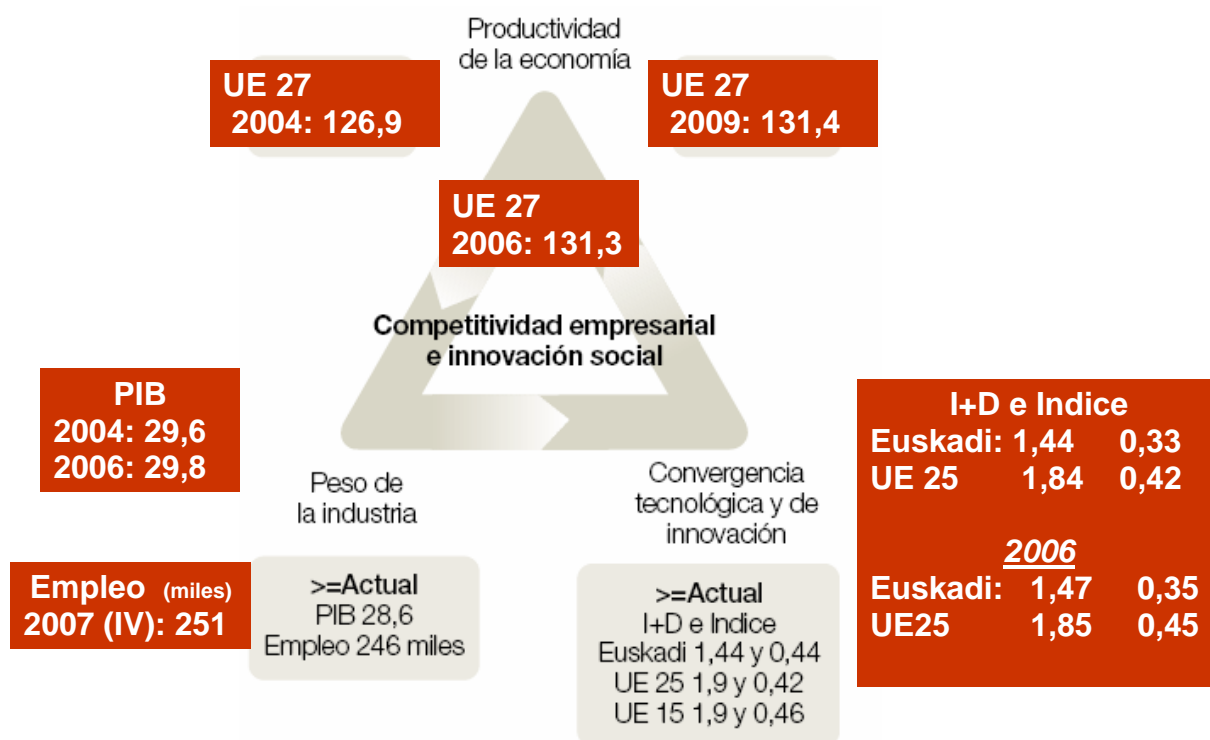 Productividad
de la economía
UE 27
2004: 126,9
UE 27
2009: 131,4
UE 27
2006: 131,3
Competitividad empresarial
e innovación social
PIB
2004: 29,6
2006: 29,8
Peso de
la industria
Convergencia
tecnológica y de
innovación
I+D e Indice
Euskadi: 1,44 0,33
UE 25 1,84 0,42
2006
Euskadi: 1,47 0,35
UE25 1,85 0,45
Empleo (miles)
2007 (IV): 251
>=Actual
PIB 28,6
Empleo 246 miles
>=Actual
I+D e Indice
Euskadi 1,44 y 0,44
UE 25 1,9 y 0,42
UE 15 1,9 y 0,46